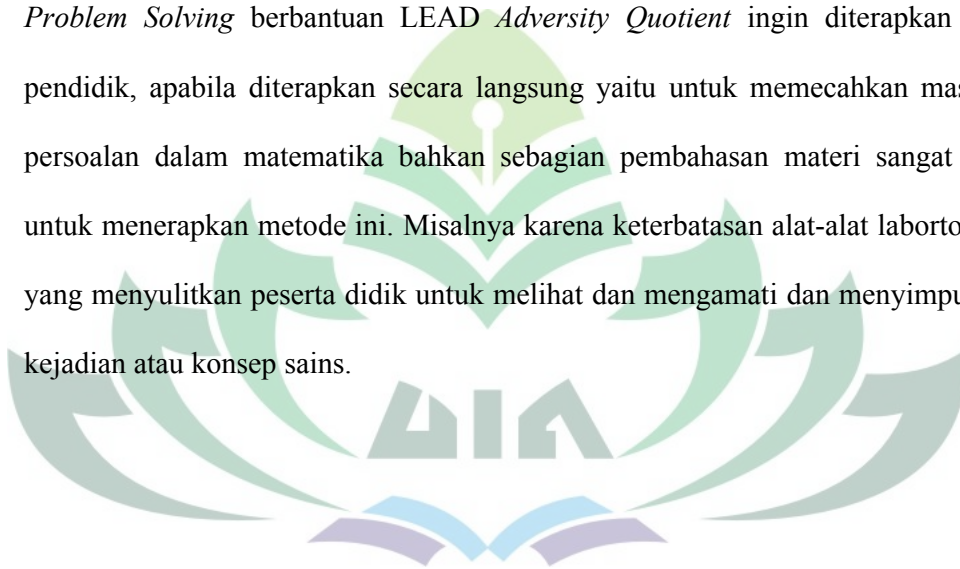 Problem Solving berbantuan LEAD Adversity Quotient ingin diterapkan
pendidik, apabila diterapkan secara langsung yaitu untuk memecahkan mas
persoalan dalam matematika bahkan sebagian pembahasan materi sangat
untuk menerapkan metode ini. Misalnya karena keterbatasan alat-alat laborto
yang menyulitkan peserta didik untuk melihat dan mengamati dan menyimpu
kejadian atau konsep sains.
UIN